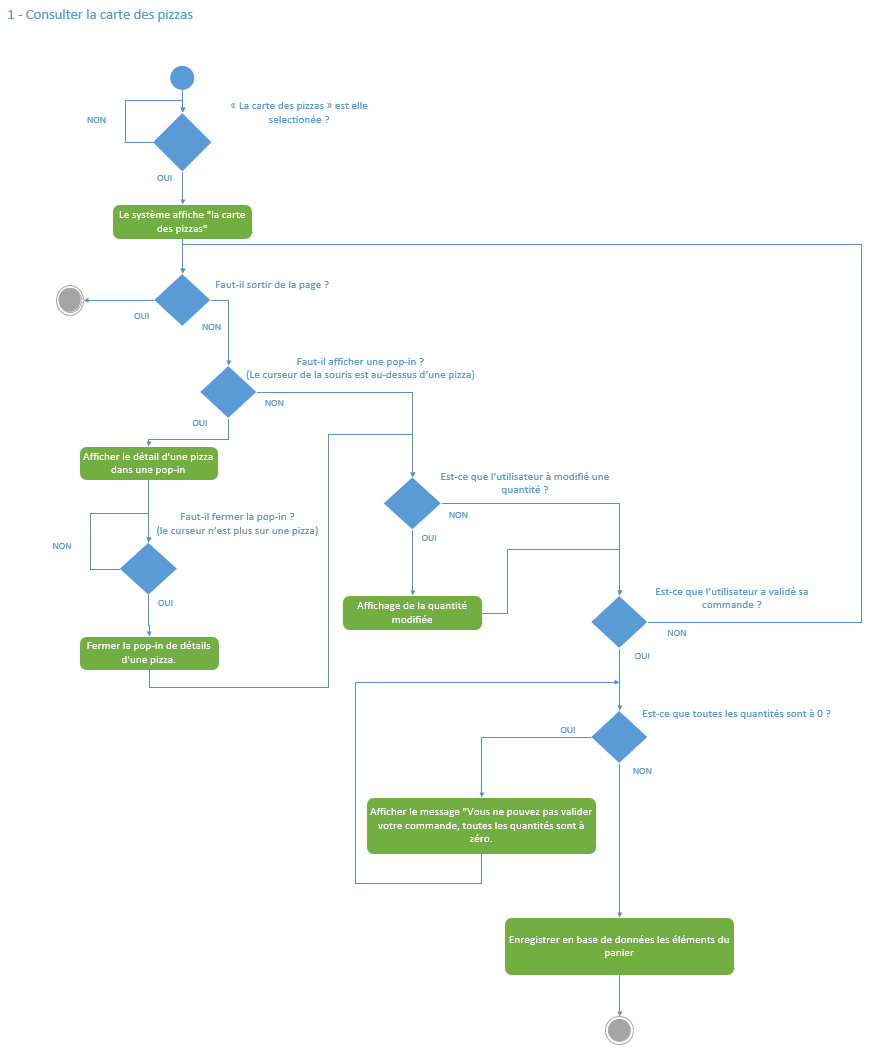 1 - Consulter la carte des pizzas
« La carte des pizzas » est elle
selectionée ?
NON
OUI
Le système affiche "la carte
des pizzas"
Faut-il sortir de la page ?
OUI
NON
Faut-il afficher une pop-in ?
(Le curseur de la souris est au-dessus d’une pizza)
NON
OUI
Afficher le détail d'une pizza
dans une pop-in
Est-ce que l’utilisateur à modifié une
quantité ?
NON
OUI
Faut-il fermer la pop-in ?
(le curseur n’est plus sur une pizza)
NON
OUI
Affichage de la quantité
modifiée
Est-ce que l’utilisateur a validé sa
commande ?
NON
OUI
Fermer la pop-in de détails
d'une pizza.
Est-ce que toutes les quantités sont à 0 ?
OUI
NON
Afficher le message "Vous ne pouvez pas valider
votre commande, toutes les quantités sont à
zéro.
Enregistrer en base de données les éléments du
panier